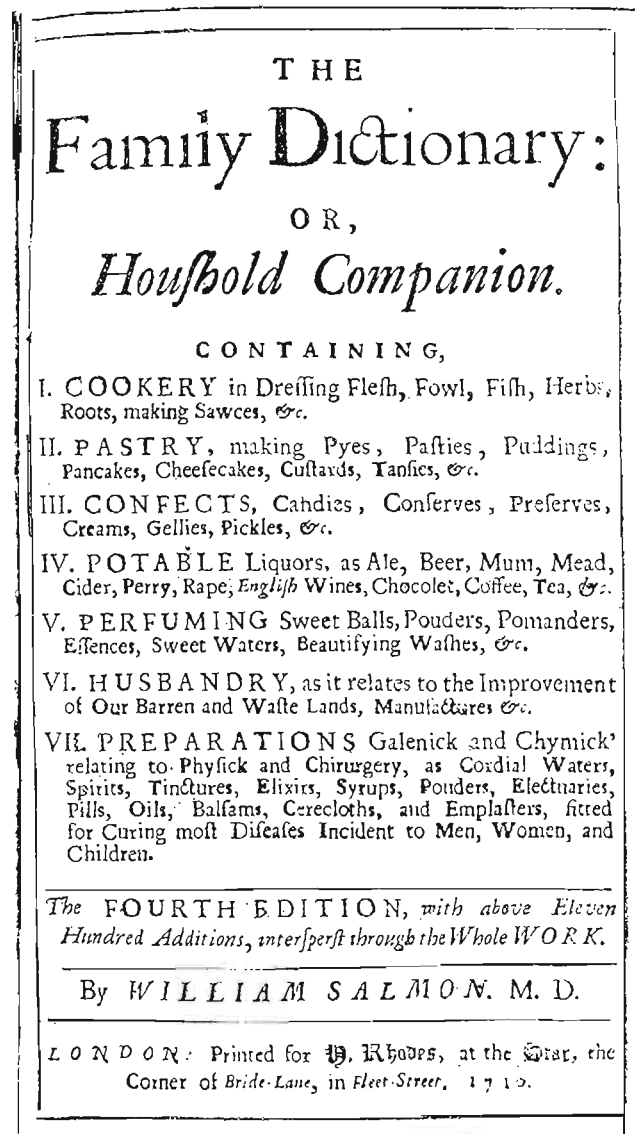 THE
Family Dictionary:
OR,
Houſhold Companion.
CONTAINING,
I. COOKERY in Dreſſing Fleſh, Fowl, Fiſh, Herbs,
Roots, making Sawces, &c.
II. PASTRY, making Pyes, Paſties, Puddings,
Pancakes, Cheeſecakes, Cuſtards, Tanſies, &c.
III. CONFECTS, Candies, Conſerves, Preſerves,
Creams, Gellies, Pickles, &c.
IV. POTABLE Liquors, as Ale, Beer, Mum, Mead,
Cider, Perry, Rape, Engliſh Wines, Chocolet, Coffee, Tea, &c.
V. PERFUMING Sweet Balls, Pouders, Pomanders,
Eſſences, Sweet Waters, Beautifying Waſhes, &c.
VI. HUSBANDRY, as it relates to the Improvement
of Our Barren and Waſte Lands, Manufactures &c.
VII. PREPARATIONS Galenick and Chymick
relating to Phyſick and Chirurgery, as Cordial Waters,
Spirits, Tinctures, Elixirs, Syrups, Pouders, Electuaries,
Pills, Oils, Balſams, Cerecloths, and Emplaſters, fitted
for Curing moſt Diſeaſes Incident to Men, Women, and
Children.
The FOURTH EDITION, with above Eleven
Hundred Additions, interſperſt through the Whole WORK.
By WILLIAM SALMON. M. D.
LONDON: Printed for H. Rhodes, at the Star, the
Corner of Bride-Lane, in Fleet-Street. 1710.